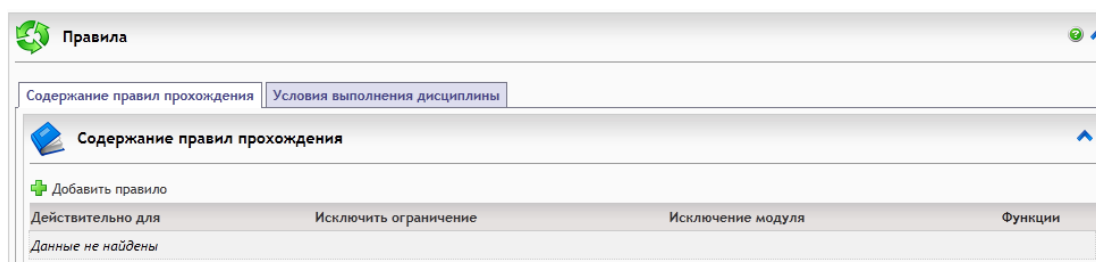 Правила
Содержание правил прохождения Условия выполнения дисциплины
Содержание правил прохождения
Добавить правило
Действительно для Исключить ограничение Исключение модуля Функции
Данные не найдены